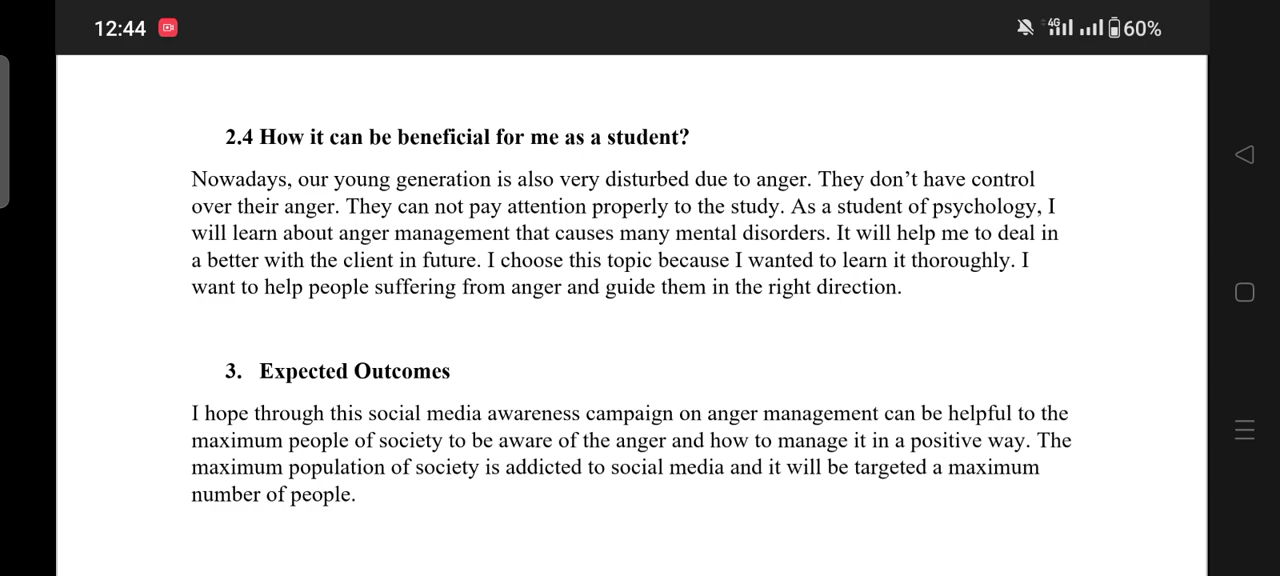 12:44
4G 60%
2.4 How it can be beneficial for me as a student?
Nowadays, our young generation is also very disturbed due to anger. They don’t have control
over their anger. They can not pay attention properly to the study. As a student of psychology, I
will learn about anger management that causes many mental disorders. It will help me to deal in
a better with the client in future. I choose this topic because I wanted to learn it thoroughly. I
want to help people suffering from anger and guide them in the right direction.
3. Expected Outcomes
I hope through this social media awareness campaign on anger management can be helpful to the
maximum people of society to be aware of the anger and how to manage it in a positive way. The
maximum population of society is addicted to social media and it will be targeted a maximum
number of people.